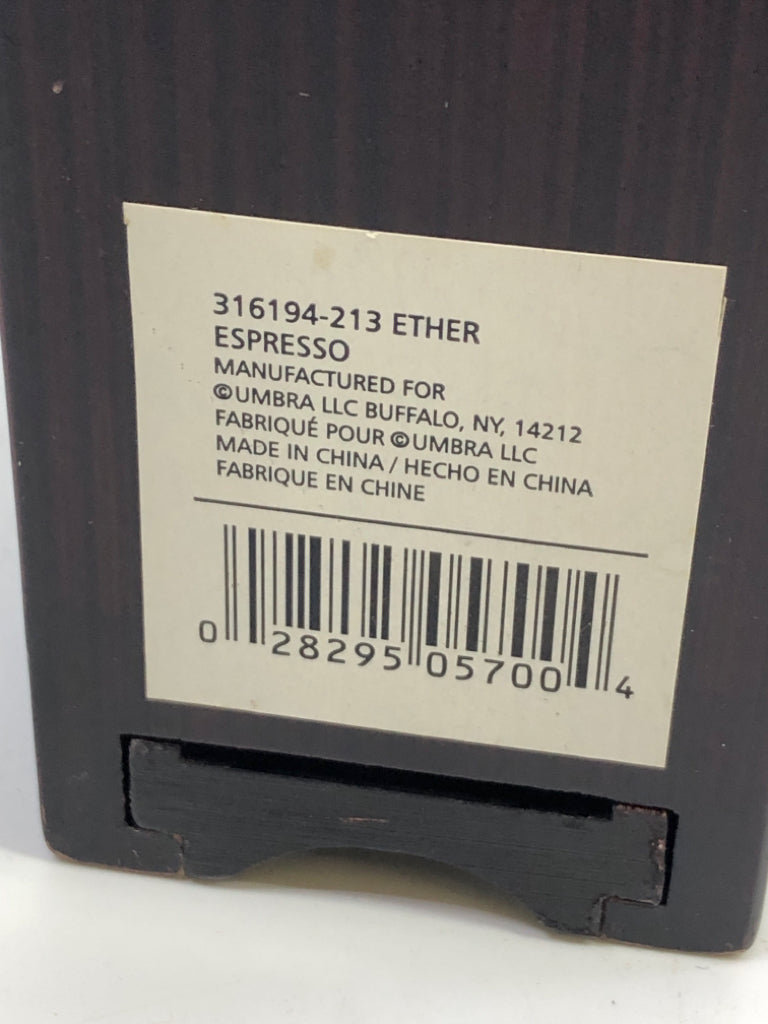 316194-213 ETHER
ESPRESSO
MANUFACTURED FOR
©UMBRA LLC BUFFALO, NY, 14212
FABRIQUÉ POUR ©UMBRA LLC
MADE IN CHINA / HECHO EN CHINA
FABRIQUE EN CHINE
0 28295 05700 4